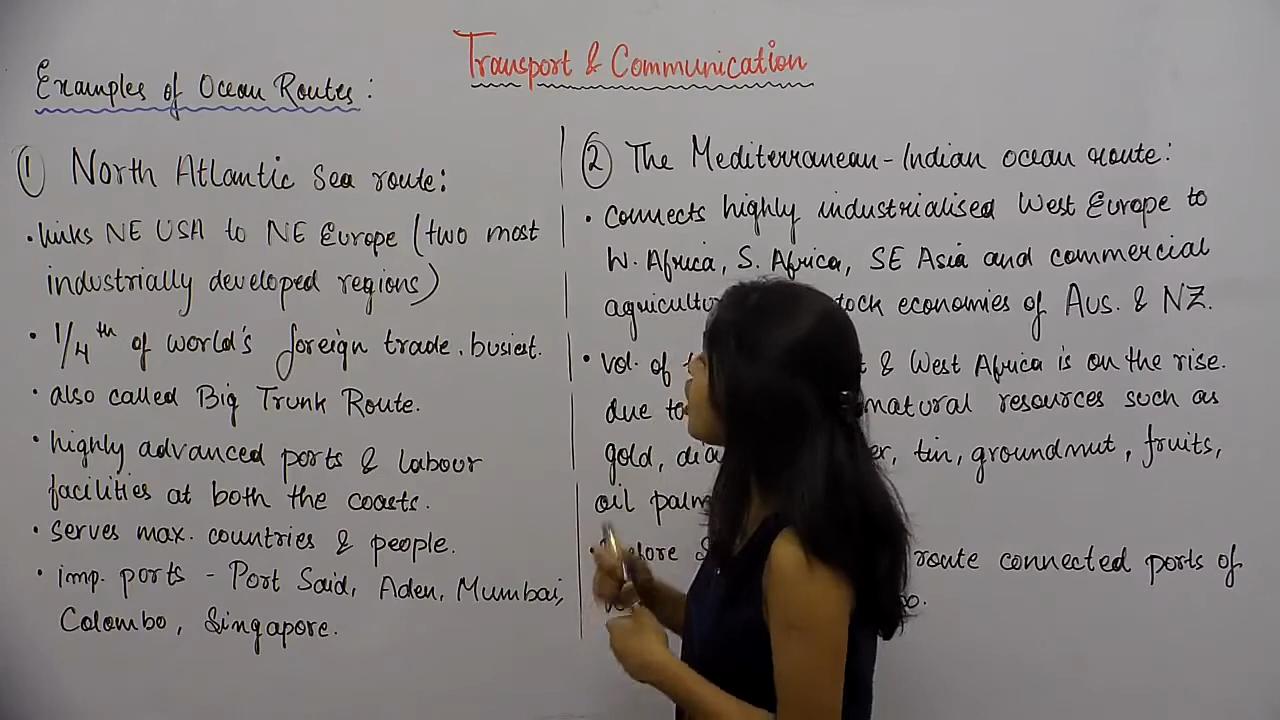 Transport & Communication
Examples of Ocean Routes:
1 North Atlantic Sea route:
• links NE USA to NE Europe (two most
industrially developed regions)
• 1/4th of world's foreign trade. busiest.
• also called Big Trunk Route.
• highly advanced ports & labour
facilities at both the coasts.
• serves max. countries & people.
• imp. ports - Port Said, Aden, Mumbai,
Colombo, Singapore.
2 The Mediterranean-Indian ocean route:
• connects highly industrialised West Europe to
W. Africa, S. Africa, SE Asia and commercial
economies of Aus. & NZ.
• vol. of & West Africa is on the rise.
due to natural resources such as
gold, tin, groundnut, fruits,
oil palm
route connected ports of